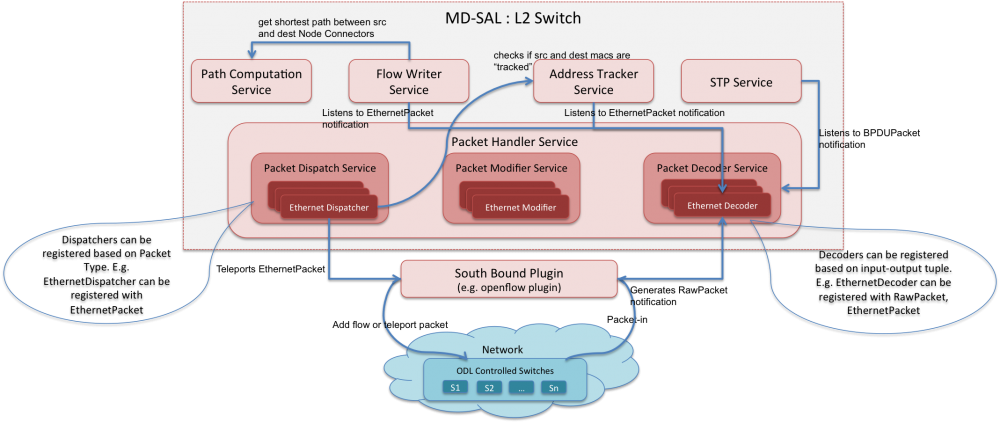 MD-SAL : L2 Switch
get shortest path between src
and dest Node Connectors
checks if src and dest macs are
“tracked”
Path Computation
Service
Flow Writer
Service
Address Tracker
Service
STP Service
Listens to EthernetPacket
notification
Listens to EthernetPacket notification
Listens to BPDUPacket
notification
Packet Handler Service
Packet Dispatch Service
Ethernet Dispatcher
Packet Modifier Service
Ethernet Modifier
Packet Decoder Service
Ethernet Decoder
Dispatchers can be
registered based on Packet
Type. E.g.
EthernetDispatcher can be
registered with
EthernetPacket
Decoders can be registered
based on input-output tuple.
E.g. EthernetDecoder can be
registered with RawPacket,
EthernetPacket
Teleports EthernetPacket
South Bound Plugin
(e.g. openflow plugin)
Generates RawPacket
notification
Add flow or teleport packet
Packet-in
Network
ODL Controlled Switches
S1
S2
...
Sn